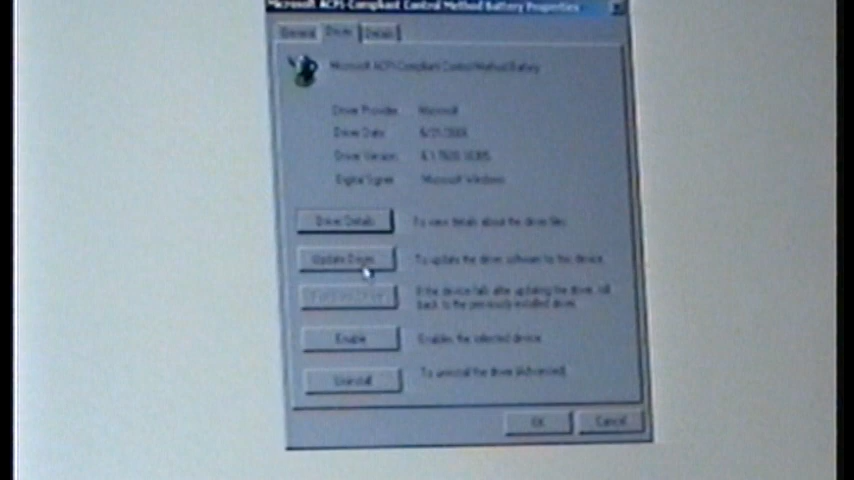 Microsoft ACPI-Compliant Control Method Battery Properties
General Driver Details
Microsoft ACPI-Compliant Control Method Battery
Driver Provider: Microsoft
Driver Date:
Driver Version:
Digital Signer: Microsoft Windows
Driver Details To view details about the driver files.
Update Driver... To update the driver software for this device.
If the device fails after updating the driver, roll
back to the previously installed driver.
Enable Enables the selected device.
Uninstall To uninstall the driver (Advanced).
OK Cancel